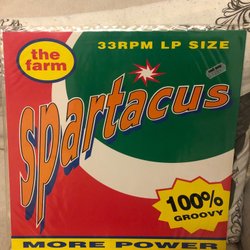 the
farm
33RPM LP SIZE
Spartacus
100%
GROOVY
MORE POWER